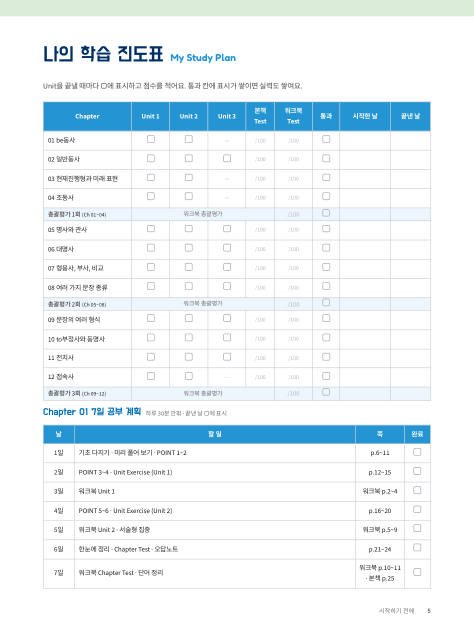 나의 학습 진도표 My Study Plan
Unit을 끝낼 때마다 ▢에 표시하고 점수를 적어요. 통과 칸에 표시가 쌓이면 실력도 쌓여요.
Chapter Unit 1 Unit 2 Unit 3 본책 Test 워크북 Test 통과 시작한 날 끝낸 날
01 be동사 – /100 /100
02 일반동사 /100 /100
03 현재진행형과 미래 표현 – /100 /100
04 조동사 – /100 /100
총괄평가 1회 (Ch 01~04) 워크북 총괄평가 /100
05 명사와 관사 /100 /100
06 대명사 /100 /100
07 형용사, 부사, 비교 /100 /100
08 여러 가지 문장 종류 /100 /100
총괄평가 2회 (Ch 05~08) 워크북 총괄평가 /100
09 문장의 여러 형식 /100 /100
10 to부정사와 동명사 /100 /100
11 전치사 /100 /100
12 접속사 – /100 /100
총괄평가 3회 (Ch 09~12) 워크북 총괄평가 /100
Chapter 01 7일 공부 계획 하루 30분 안팎 · 끝낸 날 ▢에 표시
날 할 일 쪽 완료
1일 기초 다지기 · 미리 풀어 보기 · POINT 1~2 p.6~11
2일 POINT 3~4 · Unit Exercise (Unit 1) p.12~15
3일 워크북 Unit 1 워크북 p.2~4
4일 POINT 5~6 · Unit Exercise (Unit 2) p.16~20
5일 워크북 Unit 2 · 서술형 집중 워크북 p.5~9
6일 한눈에 정리 · Chapter Test · 오답노트 p.21~24
7일 워크북 Chapter Test · 단어 정리 워크북 p.10~11 · 본책 p.25
시작하기 전에 5